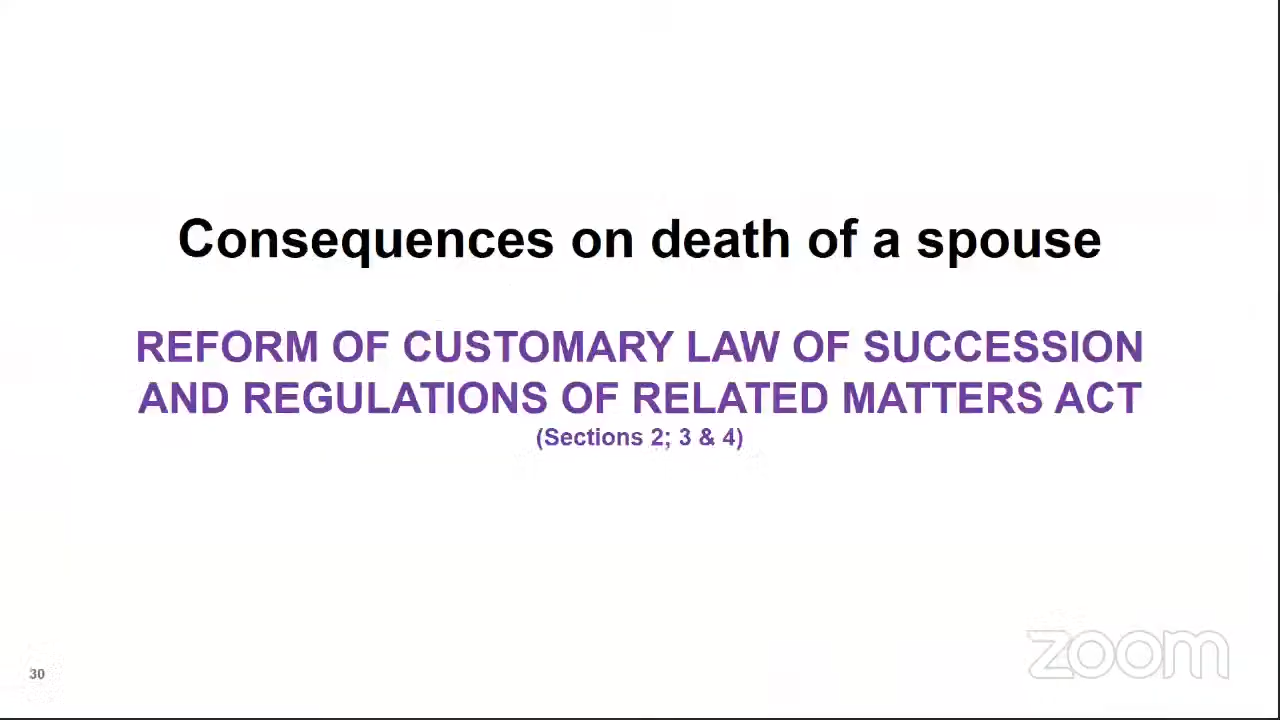 Consequences on death of a spouse
REFORM OF CUSTOMARY LAW OF SUCCESSION
AND REGULATIONS OF RELATED MATTERS ACT
(Sections 2; 3 & 4)
30
zoom